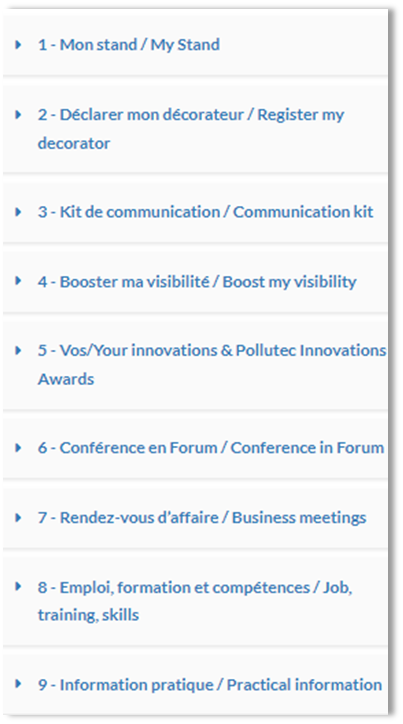 1 - Mon stand / My Stand
2 - Déclarer mon décorateur / Register my
decorator
3 - Kit de communication / Communication kit
4 - Booster ma visibilité / Boost my visibility
5 - Vos/Your innovations & Pollutec Innovations
Awards
6 - Conférence en Forum / Conference in Forum
7 - Rendez-vous d'affaire / Business meetings
8 - Emploi, formation et compétences / Job,
training, skills
9 - Information pratique / Practical information